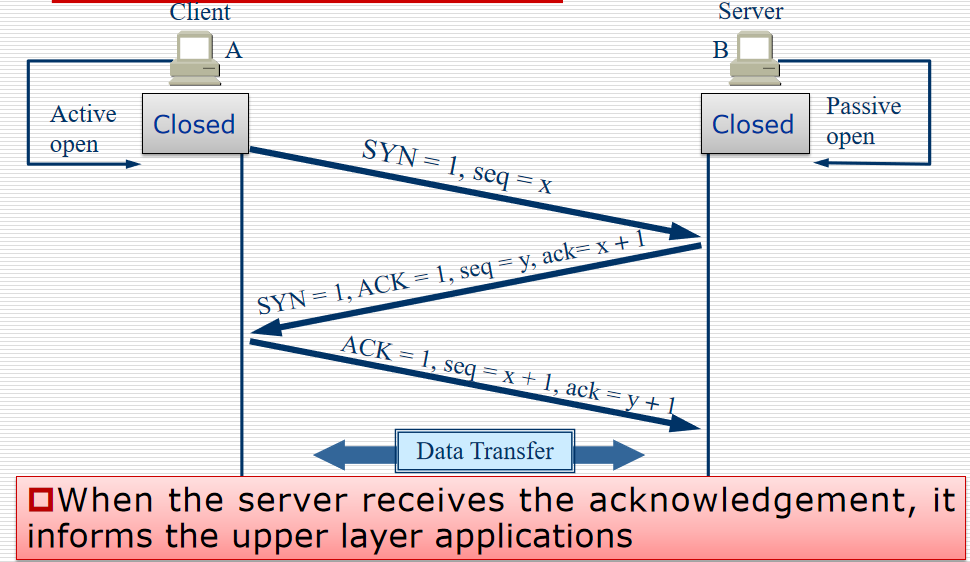 Client
Server
A
B
Active
open
Closed
Closed
Passive
open
SYN = 1, seq = x
SYN = 1, ACK = 1, seq = y, ack= x + 1
ACK = 1, seq = x + 1, ack = y + 1
Data Transfer
When the server receives the acknowledgement, it
informs the upper layer applications